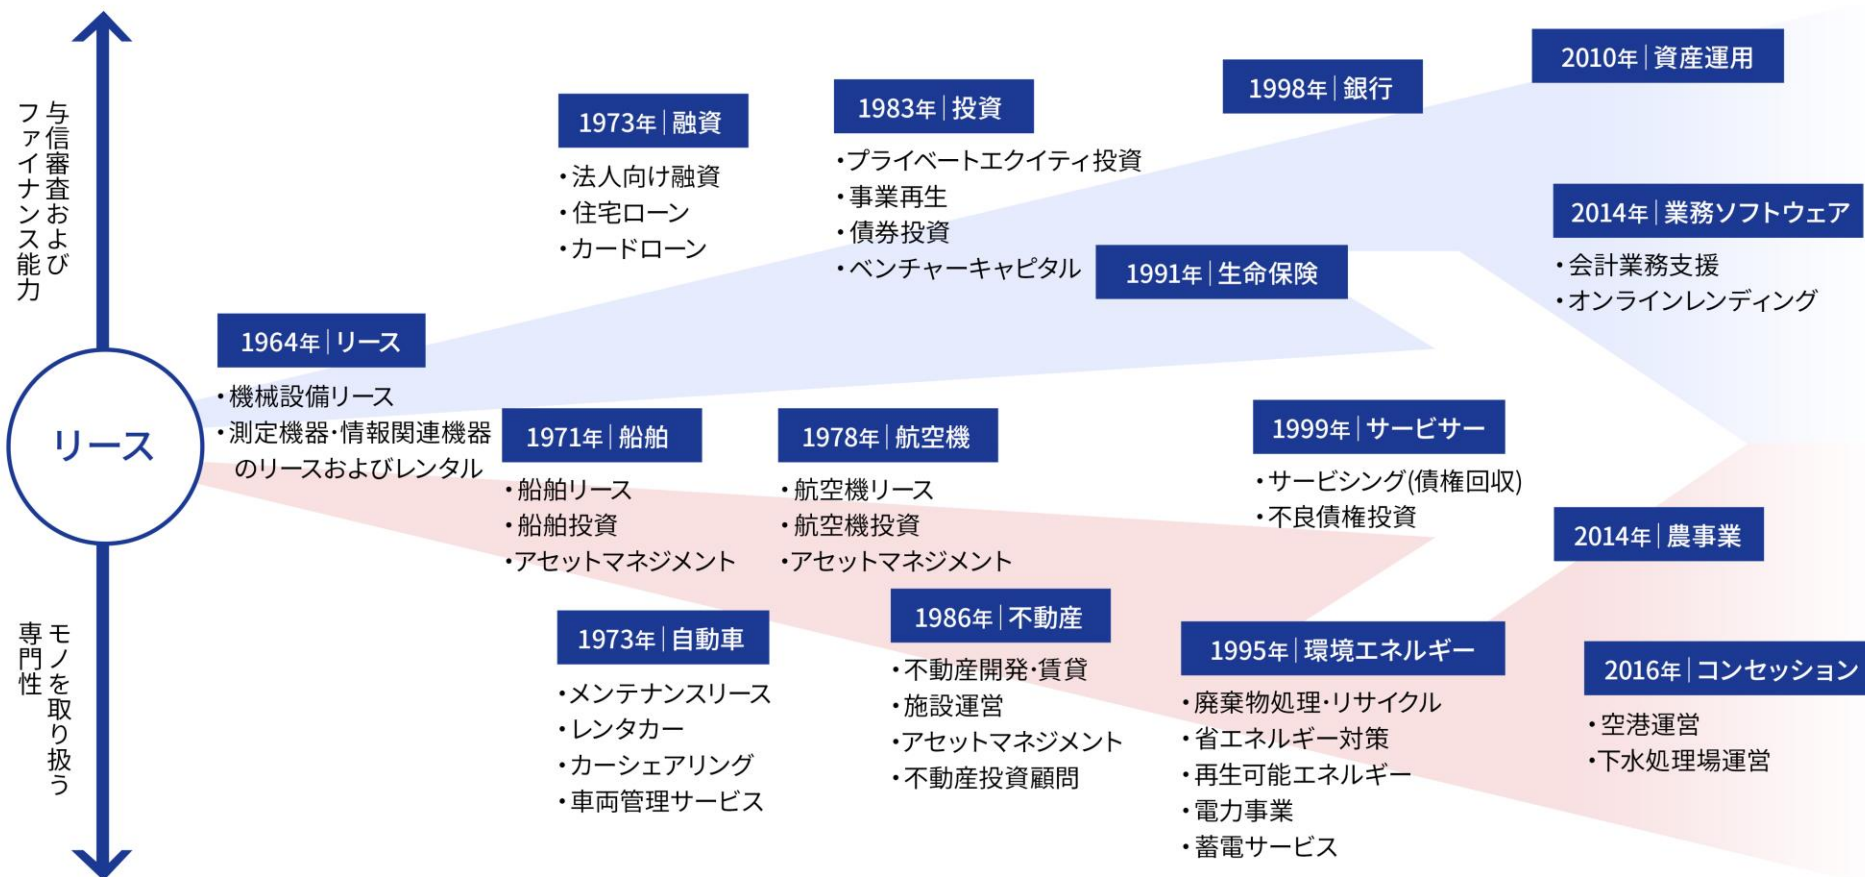 与信審査および
ファイナンス能力
リース
モノを取り扱う
専門性
1964年|リース
・機械設備リース
・測定機器・情報関連機器
のリースおよびレンタル
1973年|融資
・法人向け融資
・住宅ローン
・カードローン
1983年|投資
・プライベートエクイティ投資
・事業再生
・債券投資
・ベンチャーキャピタル
1991年|生命保険
1998年|銀行
2010年|資産運用
2014年|業務ソフトウェア
・会計業務支援
・オンラインレンディング
1971年|船舶
・船舶リース
・船舶投資
・アセットマネジメント
1978年|航空機
・航空機リース
・航空機投資
・アセットマネジメント
1999年|サービサー
・サービシング(債権回収)
・不良債権投資
2014年|農事業
1973年|自動車
・メンテナンスリース
・レンタカー
・カーシェアリング
・車両管理サービス
1986年|不動産
・不動産開発・賃貸
・施設運営
・アセットマネジメント
・不動産投資顧問
1995年|環境エネルギー
・廃棄物処理・リサイクル
・省エネルギー対策
・再生可能エネルギー
・電力事業
・蓄電サービス
2016年|コンセッション
・空港運営
・下水処理場運営